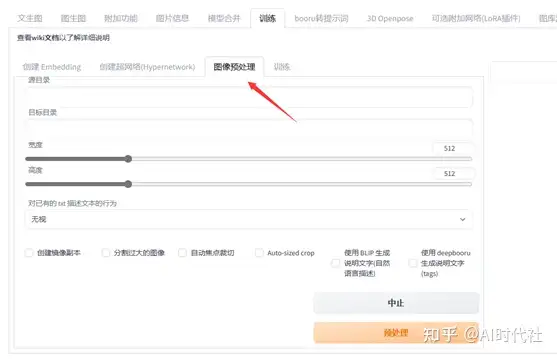 文生图 图生图 附加功能 图片信息 模型合并 训练 booru转提示词 3D Openpose 可选附加网络(LoRA插件) 图库
查看wiki文档以了解详细说明
创建 Embedding 创建超网络(Hypernetwork) 图像预处理 训练
源目录
目标目录
宽度 512
高度 512
对已有的 txt 描述文本的行为
无视
创建镜像副本 分割过大的图像 自动焦点裁切 Auto-sized crop
使用 BLIP 生成
说明文字(自然
语言描述)
使用 deepbooru
生成说明文字
(tags)
中止
预处理
知乎 @AI时代社